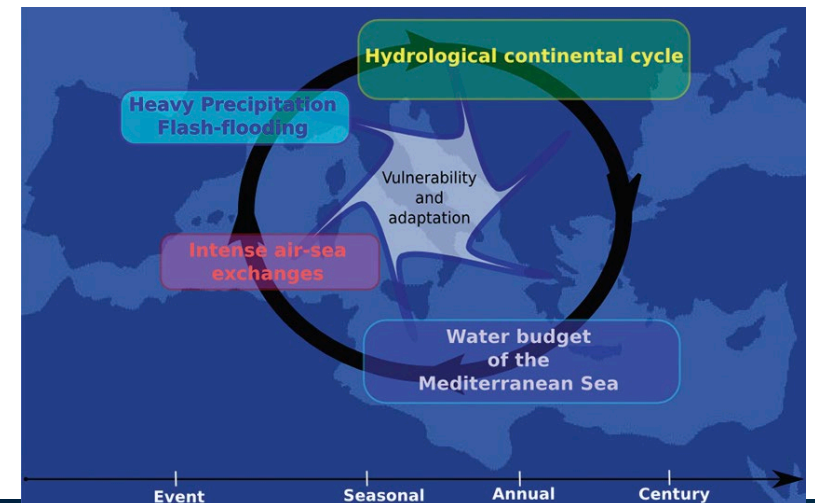 Hydrological continental cycle
Heavy Precipitation
Flash-flooding
Vulnerability
and
adaptation
Intense air-sea
exchanges
Water budget
of the
Mediterranean Sea
Event
Seasonal
Annual
Century